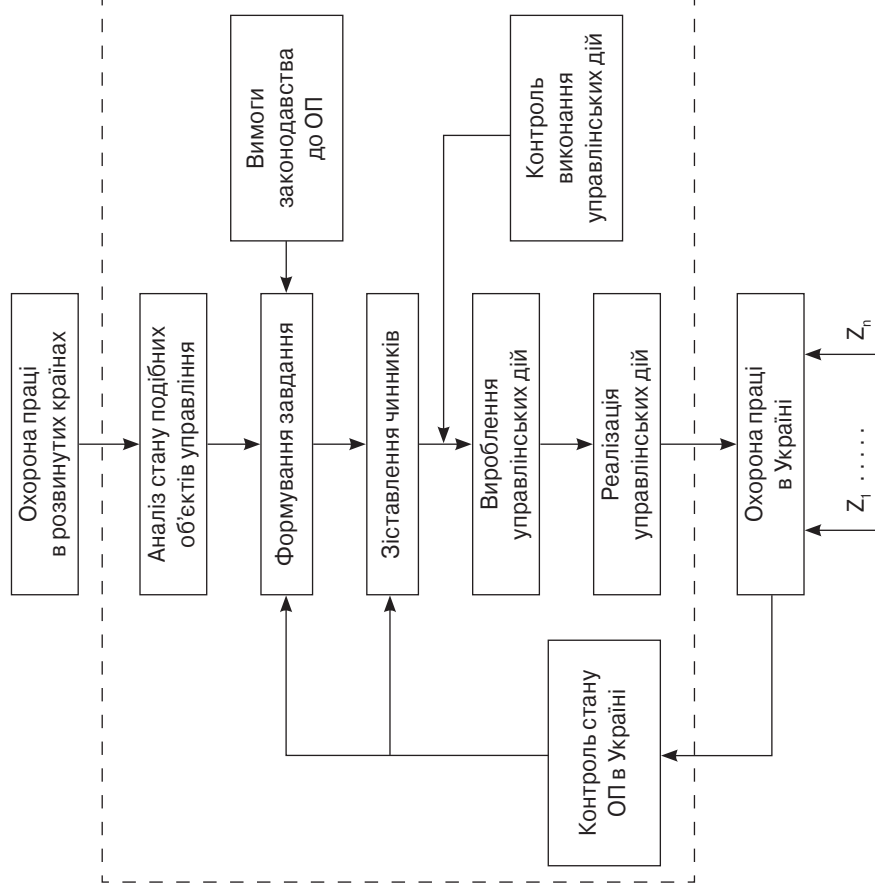 Охорона праці
в розвинутих країнах
Аналіз стану подібних
об’єктів управління
Вимоги
законодавства
до ОП
Формування завдання
Зіставлення чинників
Контроль
виконання
управлінських дій
Вироблення
управлінських дій
Реалізація
управлінських дій
Контроль стану
ОП в Україні
Охорона праці
в Україні
Z1 ...... Zn